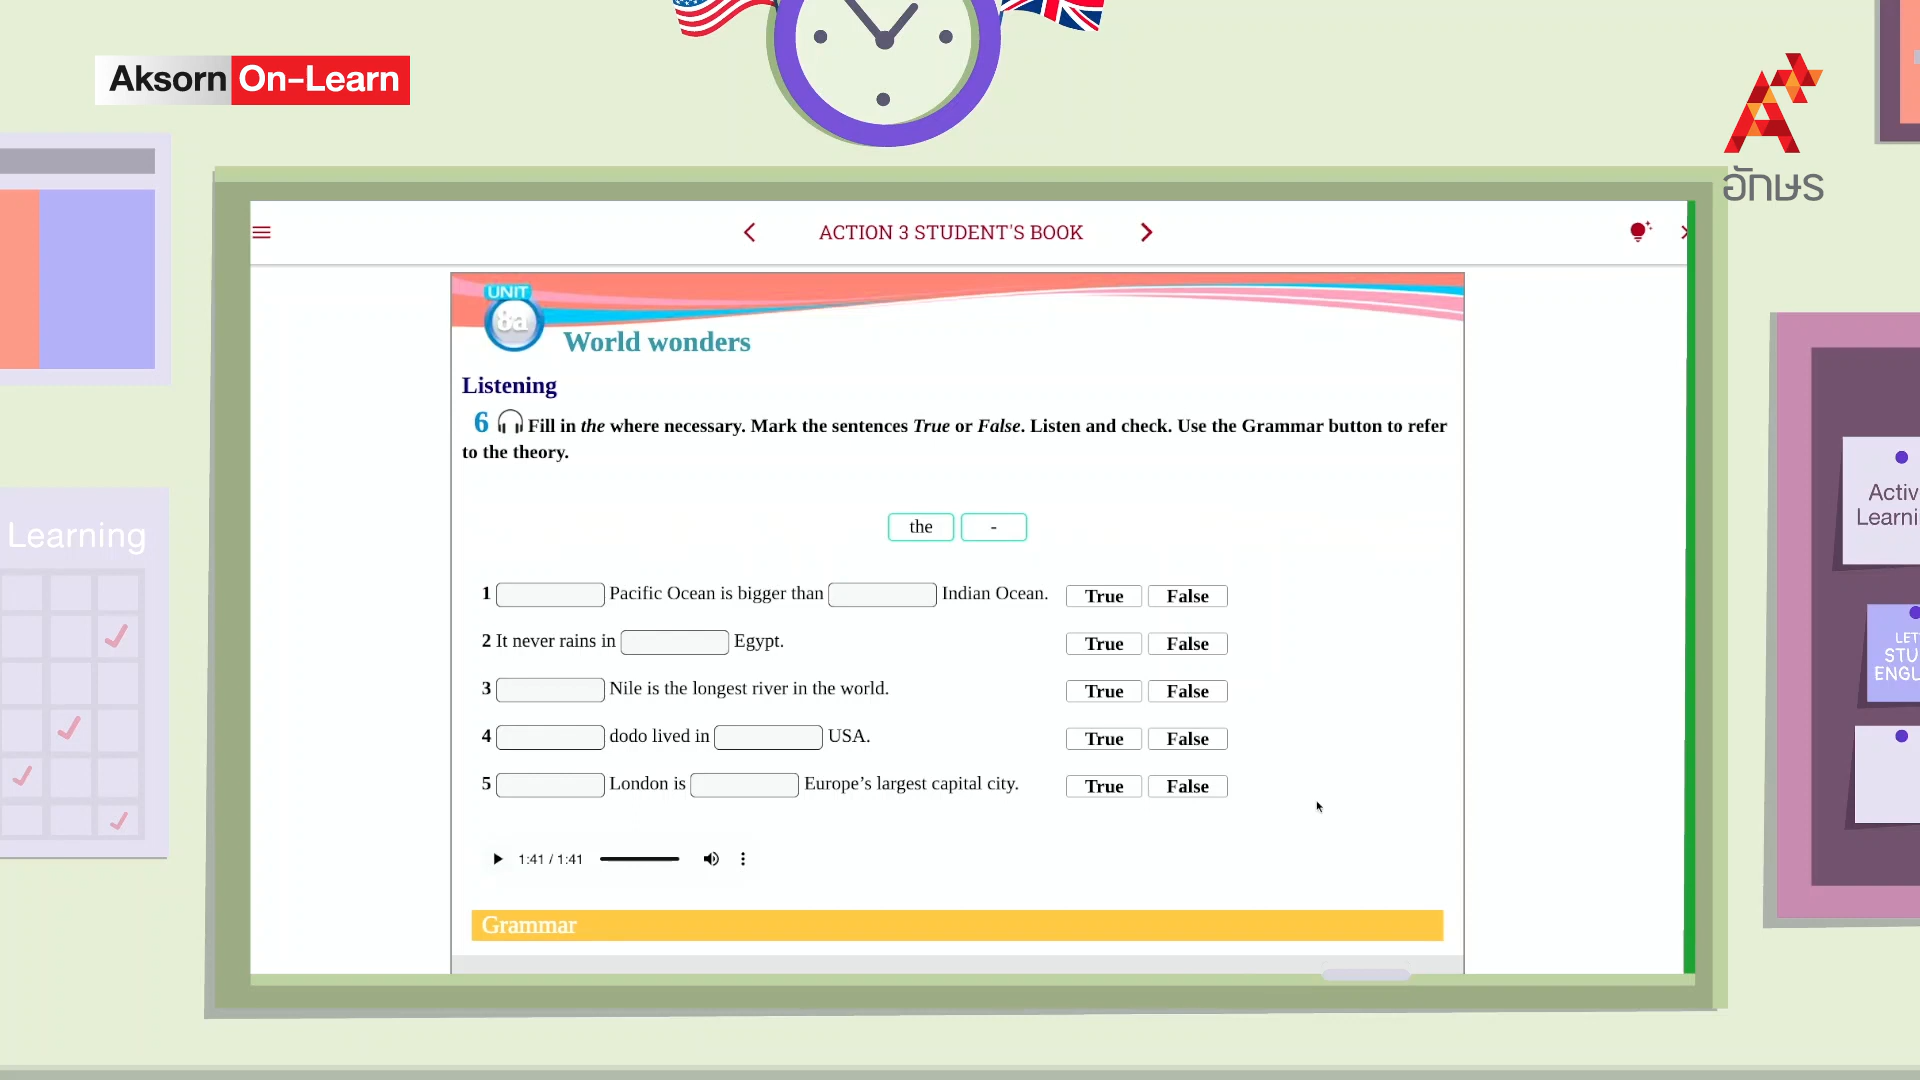 Aksorn On-Learn
อักษร
ACTION 3 STUDENT'S BOOK
UNIT
8a
World wonders
Listening
6 Fill in the where necessary. Mark the sentences True or False. Listen and check. Use the Grammar button to refer
to the theory.
the -
1 Pacific Ocean is bigger than Indian Ocean. True False
2 It never rains in Egypt. True False
3 Nile is the longest river in the world. True False
4 dodo lived in USA. True False
5 London is Europe’s largest capital city. True False
1:41 / 1:41
Grammar
Learning
Activ
Learni
LET
STU
ENGL